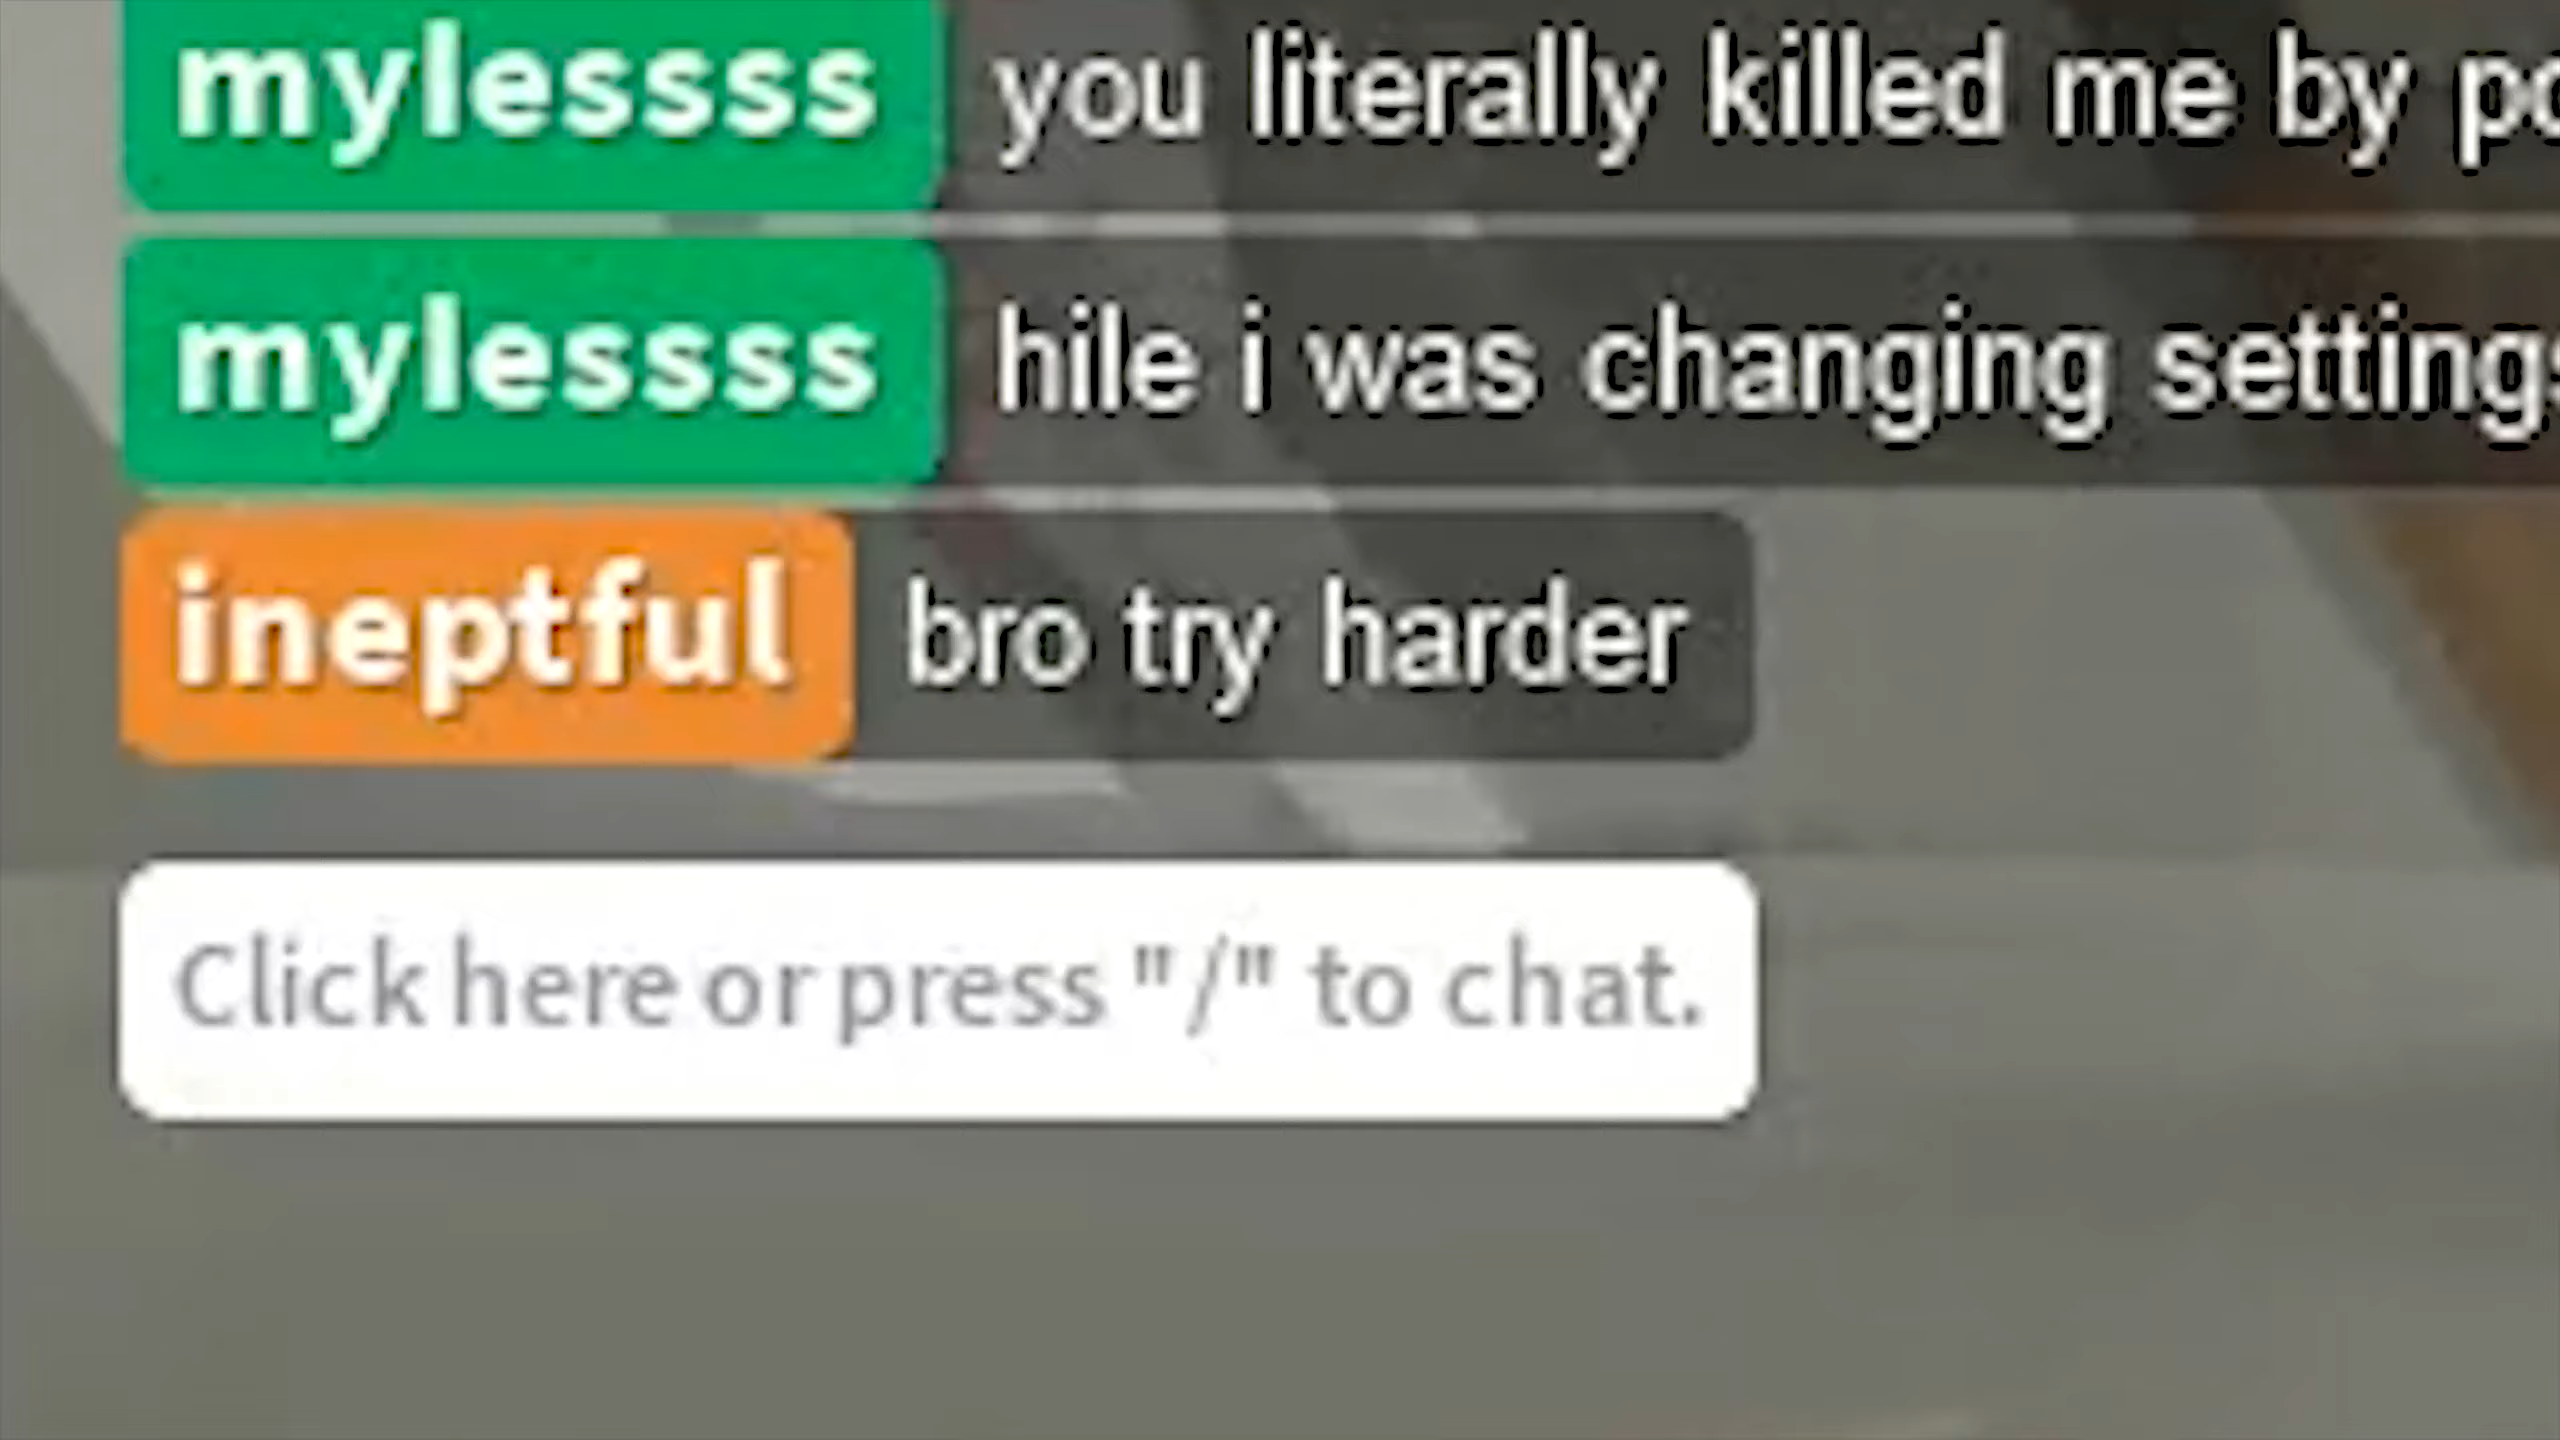 mylessss you literally killed me by
mylessss hile i was changing settings
ineptful bro try harder
Click here or press "/" to chat.